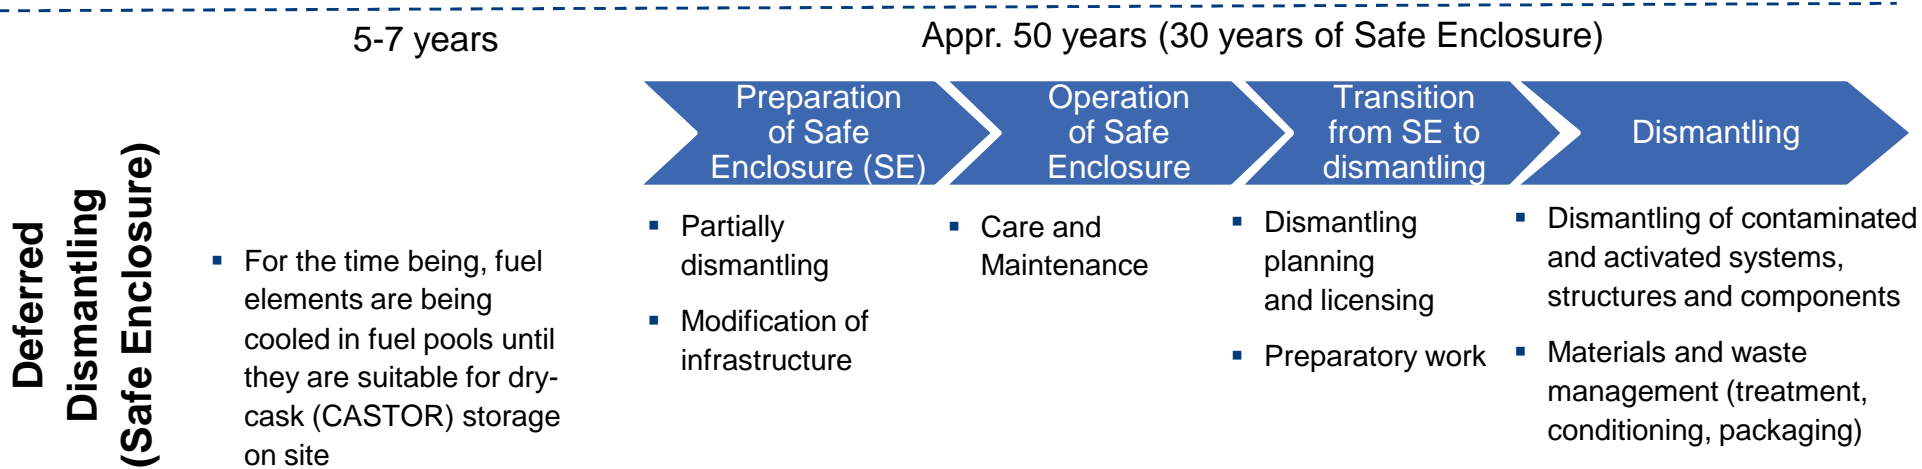 5-7 years
Appr. 50 years (30 years of Safe Enclosure)
Deferred
Dismantling
(Safe Enclosure)
▪ For the time being, fuel
elements are being
cooled in fuel pools until
they are suitable for dry-
cask (CASTOR) storage
on site
Preparation
of Safe
Enclosure (SE)
▪ Partially
dismantling
▪ Modification of
infrastructure
Operation
of Safe
Enclosure
▪ Care and
Maintenance
Transition
from SE to
dismantling
▪ Dismantling
planning
and licensing
▪ Preparatory work
Dismantling
▪ Dismantling of contaminated
and activated systems,
structures and components
▪ Materials and waste
management (treatment,
conditioning, packaging)